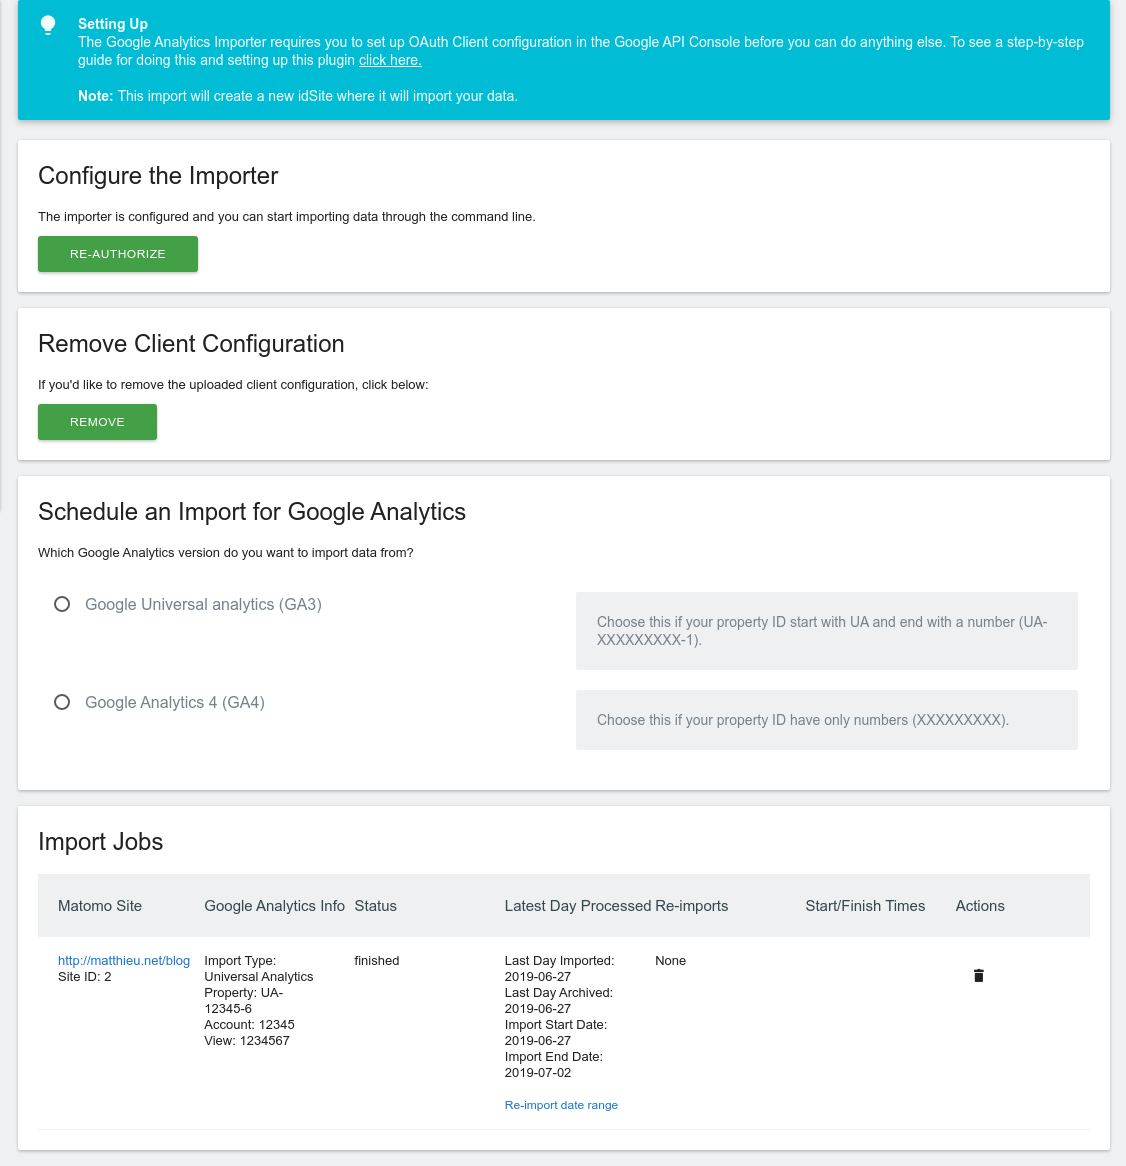 Setting Up
The Google Analytics Importer requires you to set up OAuth Client configuration in the Google API Console before you can do anything else. To see a step-by-step
guide for doing this and setting up this plugin click here.
Note: This import will create a new idSite where it will import your data.
Configure the Importer
The importer is configured and you can start importing data through the command line.
RE-AUTHORIZE
Remove Client Configuration
If you'd like to remove the uploaded client configuration, click below:
REMOVE
Schedule an Import for Google Analytics
Which Google Analytics version do you want to import data from?
Google Universal analytics (GA3)
Choose this if your property ID start with UA and end with a number (UA-
XXXXXXXXX-1).
Google Analytics 4 (GA4)
Choose this if your property ID have only numbers (XXXXXXXXX).
Import Jobs
Matomo Site Google Analytics Info Status Latest Day Processed Re-imports Start/Finish Times Actions
http://matthieu.net/blog
Site ID: 2
Import Type:
Universal Analytics
Property: UA-
12345-6
Account: 12345
View: 1234567
finished
Last Day Imported:
2019-06-27
Last Day Archived:
2019-06-27
Import Start Date:
2019-06-27
Import End Date:
2019-07-02
Re-import date range
None